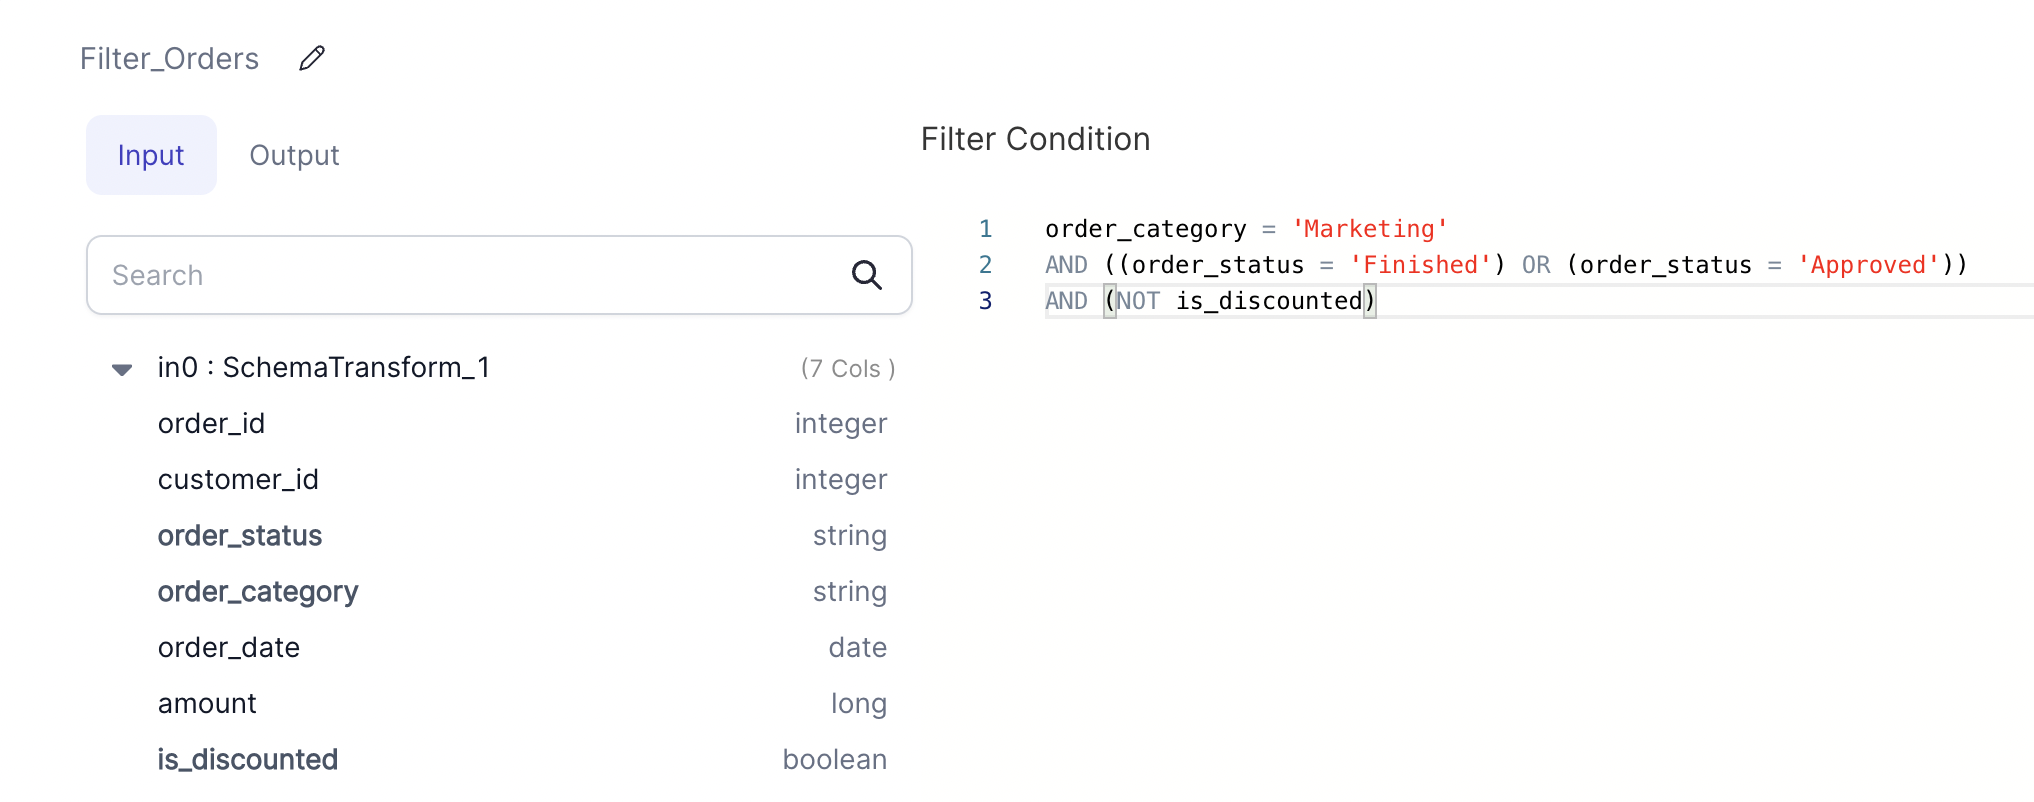 Filter_Orders
Input Output
Search
in0 : SchemaTransform_1 (7 Cols )
order_id integer
customer_id integer
order_status string
order_category string
order_date date
amount long
is_discounted boolean
Filter Condition
1 order_category = 'Marketing'
2 AND ((order_status = 'Finished') OR (order_status = 'Approved'))
3 AND (NOT is_discounted)